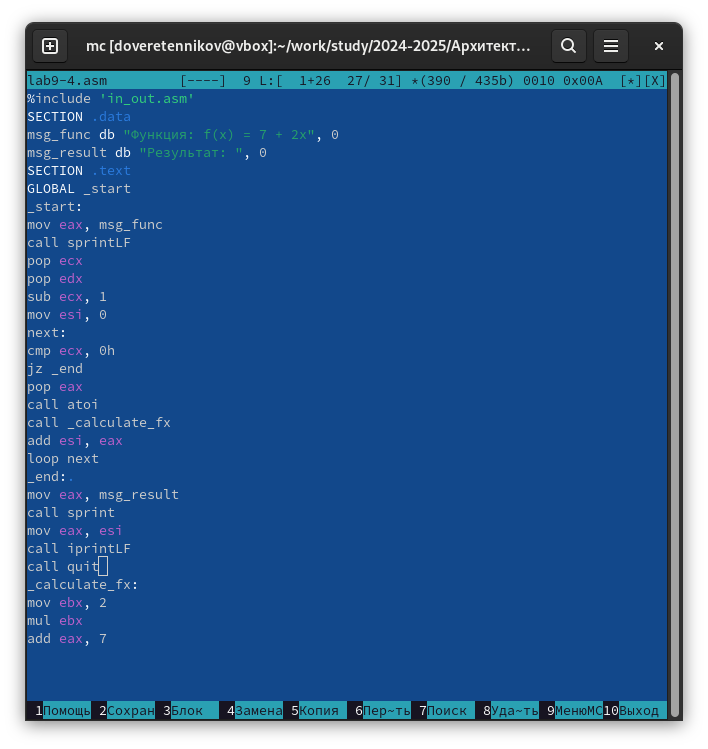 mc [doveretennikov@vbox]:~/work/study/2024-2025/Архитект...
lab9-4.asm [----] 9 L:[ 1+26 27/ 31] *(390 / 435b) 0010 0x00A [*][X]
%include 'in_out.asm'
SECTION .data
msg_func db "Функция: f(x) = 7 + 2x", 0
msg_result db "Результат: ", 0
SECTION .text
GLOBAL _start
_start:
mov eax, msg_func
call sprintLF
pop ecx
pop edx
sub ecx, 1
mov esi, 0
next:
cmp ecx, 0h
jz _end
pop eax
call atoi
call _calculate_fx
add esi, eax
loop next
_end:.
mov eax, msg_result
call sprint
mov eax, esi
call iprintLF
call quit
_calculate_fx:
mov ebx, 2
mul ebx
add eax, 7
1Помощь 2Сохран 3Блок 4Замена 5Копия 6Пер~ть 7Поиск 8Уда~ть 9МенюМС 10Выход